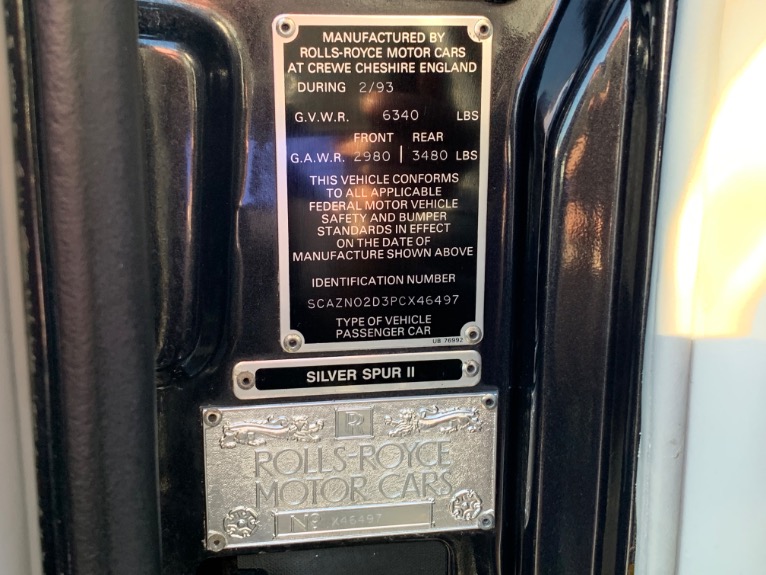 MANUFACTURED BY
ROLLS-ROYCE MOTOR CARS
AT CREWE CHESHIRE ENGLAND
DURING 2/93
G.V.W.R. 6340 LBS
FRONT REAR
G.A.W.R. 2980 | 3480 LBS
THIS VEHICLE CONFORMS
TO ALL APPLICABLE
FEDERAL MOTOR VEHICLE
SAFETY AND BUMPER
STANDARDS IN EFFECT
ON THE DATE OF
MANUFACTURE SHOWN ABOVE
IDENTIFICATION NUMBER
SCAZN02D3PCX46497
TYPE OF VEHICLE
PASSENGER CAR
UB 76992
SILVER SPUR II
R
ROLLS-ROYCE
MOTOR CARS
Nº X46497